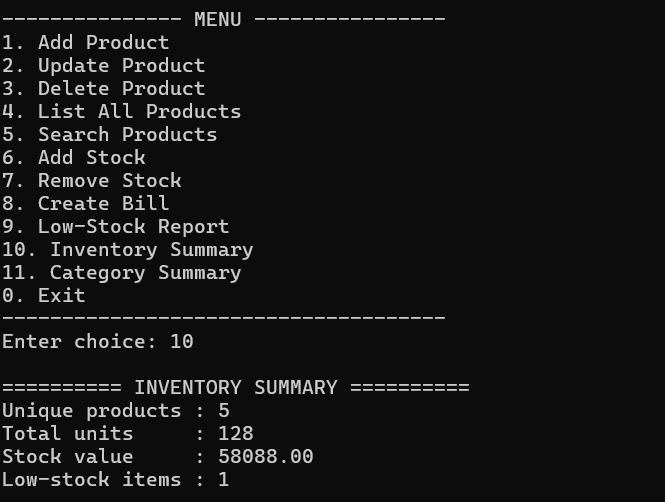 --------------- MENU ----------------
1. Add Product
2. Update Product
3. Delete Product
4. List All Products
5. Search Products
6. Add Stock
7. Remove Stock
8. Create Bill
9. Low-Stock Report
10. Inventory Summary
11. Category Summary
0. Exit
-------------------------------------
Enter choice: 10

========== INVENTORY SUMMARY ==========
Unique products : 5
Total units     : 128
Stock value     : 58088.00
Low-stock items : 1